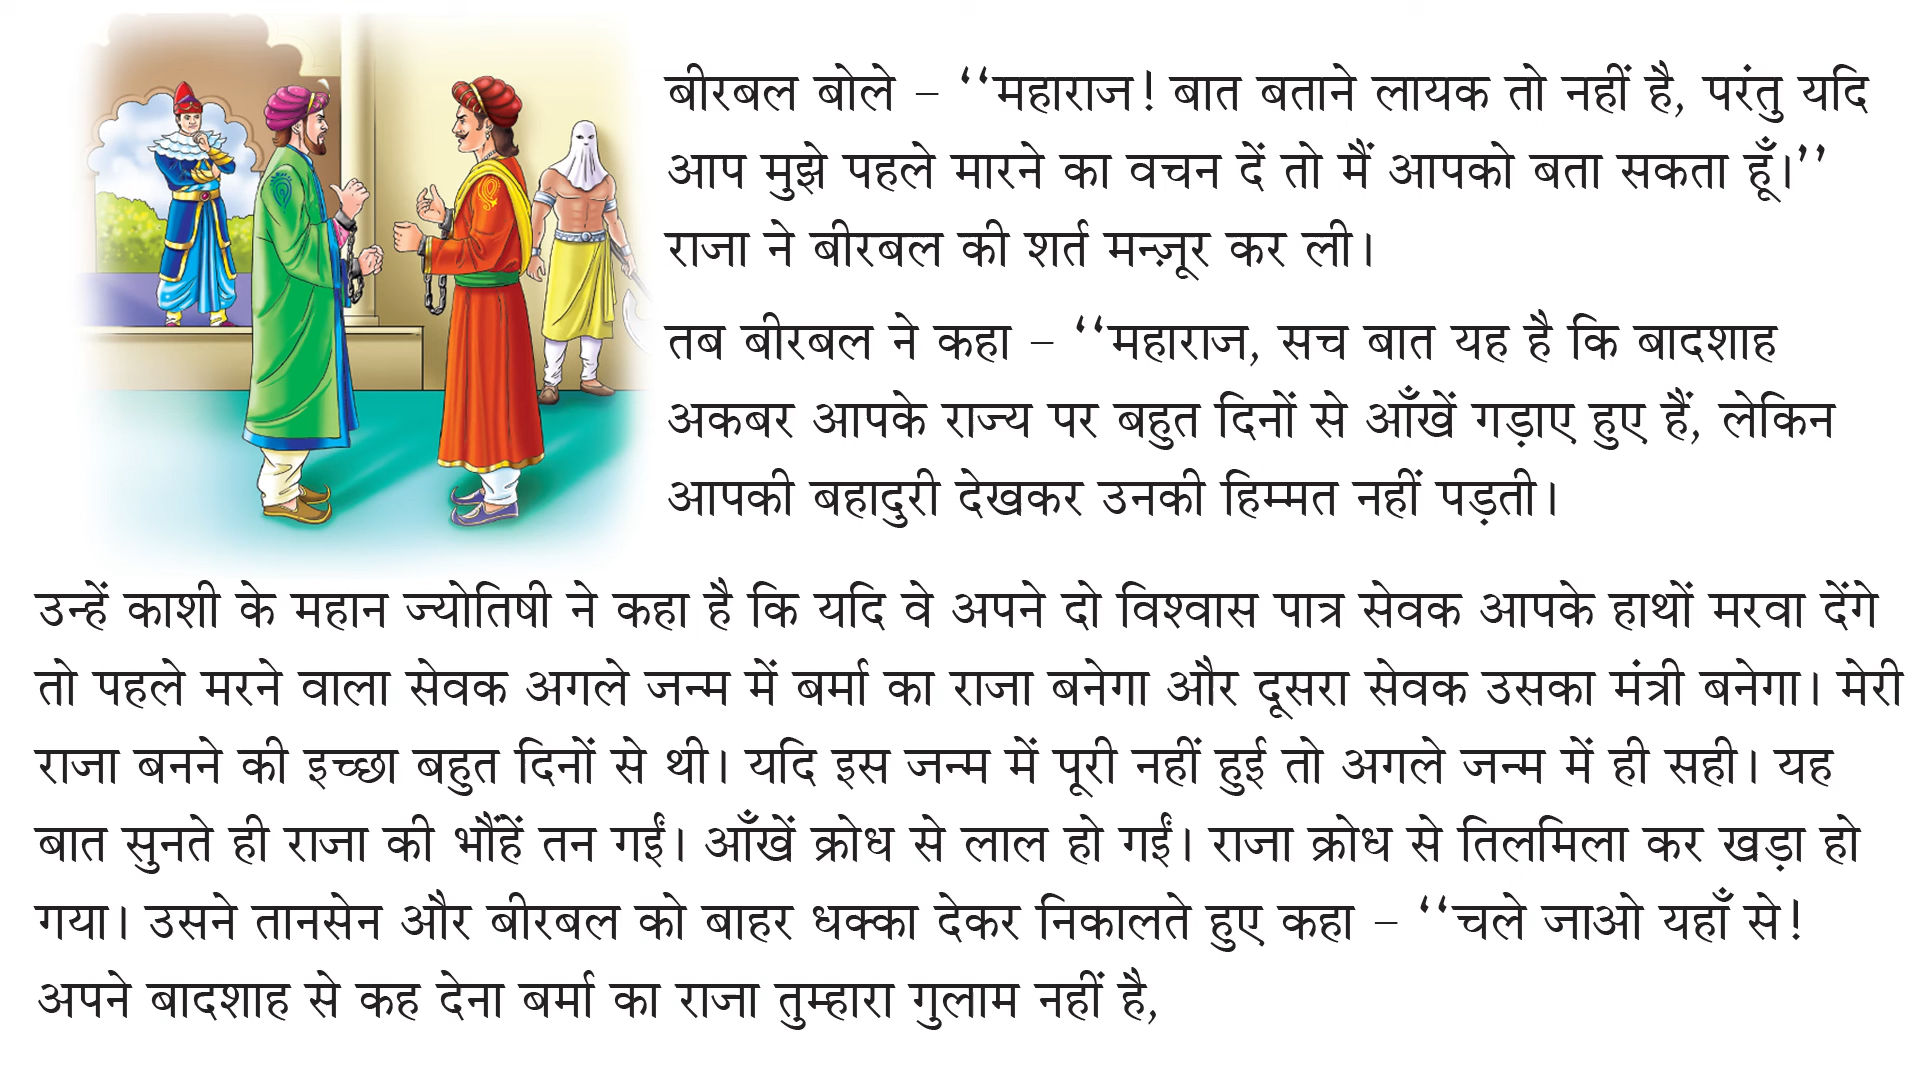 बीरबल बोले – ‘‘महाराज! बात बताने लायक तो नहीं है, परंतु यदि
आप मुझे पहले मारने का वचन दें तो मैं आपको बता सकता हूँ।’’
राजा ने बीरबल की शर्त मन्ज़ूर कर ली।
तब बीरबल ने कहा – ‘‘महाराज, सच बात यह है कि बादशाह
अकबर आपके राज्य पर बहुत दिनों से आँखें गड़ाए हुए हैं, लेकिन
आपकी बहादुरी देखकर उनकी हिम्मत नहीं पड़ती।
उन्हें काशी के महान ज्योतिषी ने कहा है कि यदि वे अपने दो विश्वास पात्र सेवक आपके हाथों मरवा देंगे
तो पहले मरने वाला सेवक अगले जन्म में बर्मा का राजा बनेगा और दूसरा सेवक उसका मंत्री बनेगा। मेरी
राजा बनने की इच्छा बहुत दिनों से थी। यदि इस जन्म में पूरी नहीं हुई तो अगले जन्म में ही सही। यह
बात सुनते ही राजा की भौंहें तन गईं। आँखें क्रोध से लाल हो गईं। राजा क्रोध से तिलमिला कर खड़ा हो
गया। उसने तानसेन और बीरबल को बाहर धक्का देकर निकालते हुए कहा – ‘‘चले जाओ यहाँ से!
अपने बादशाह से कह देना बर्मा का राजा तुम्हारा गुलाम नहीं है,